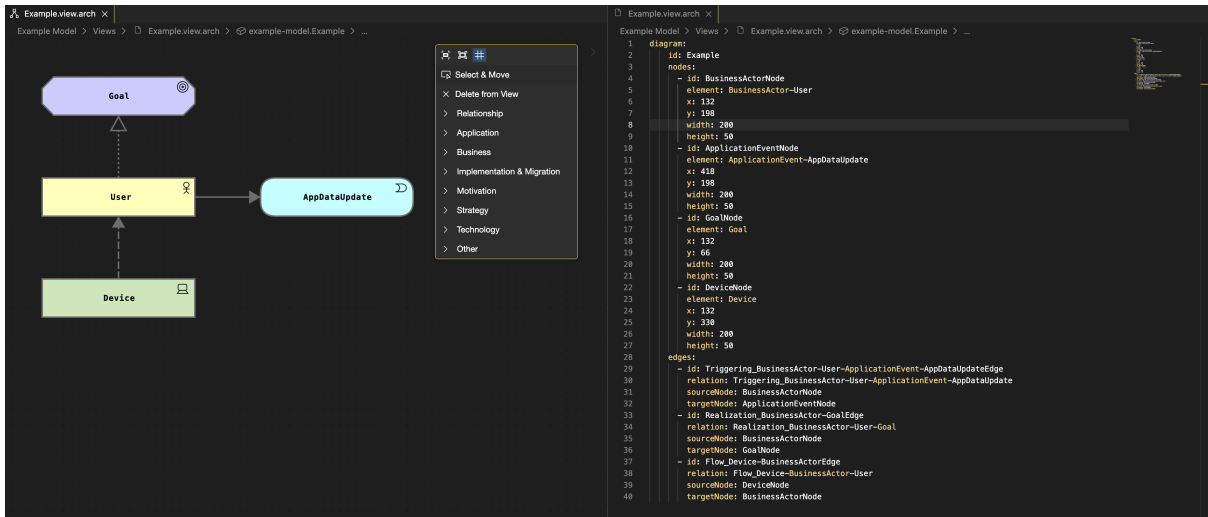 Example.view.arch ×
Example Model > Views > Example.view.arch > example-model.Example > ...
Goal
User
AppDataUpdate
Device
Select & Move
Delete from View
Relationship
Application
Business
Implementation & Migration
Motivation
Strategy
Technology
Other
Example.view.arch ×
Example Model > Views > Example.view.arch > example-model.Example > ...
1 diagram:
2 id: Example
3 nodes:
4 - id: BusinessActorNode
5 element: BusinessActor-User
6 x: 132
7 y: 198
8 width: 200
9 height: 50
10 - id: ApplicationEventNode
11 element: ApplicationEvent-AppDataUpdate
12 x: 418
13 y: 198
14 width: 200
15 height: 50
16 - id: GoalNode
17 element: Goal
18 x: 132
19 y: 66
20 width: 200
21 height: 50
22 - id: DeviceNode
23 element: Device
24 x: 132
25 y: 330
26 width: 200
27 height: 50
28 edges:
29 - id: Triggering_BusinessActor-User-ApplicationEvent-AppDataUpdateEdge
30 relation: Triggering_BusinessActor-User-ApplicationEvent-AppDataUpdate
31 sourceNode: BusinessActorNode
32 targetNode: ApplicationEventNode
33 - id: Realization_BusinessActor-GoalEdge
34 relation: Realization_BusinessActor-User-Goal
35 sourceNode: BusinessActorNode
36 targetNode: GoalNode
37 - id: Flow_Device-BusinessActorEdge
38 relation: Flow_Device-BusinessActor-User
39 sourceNode: DeviceNode
40 targetNode: BusinessActorNode